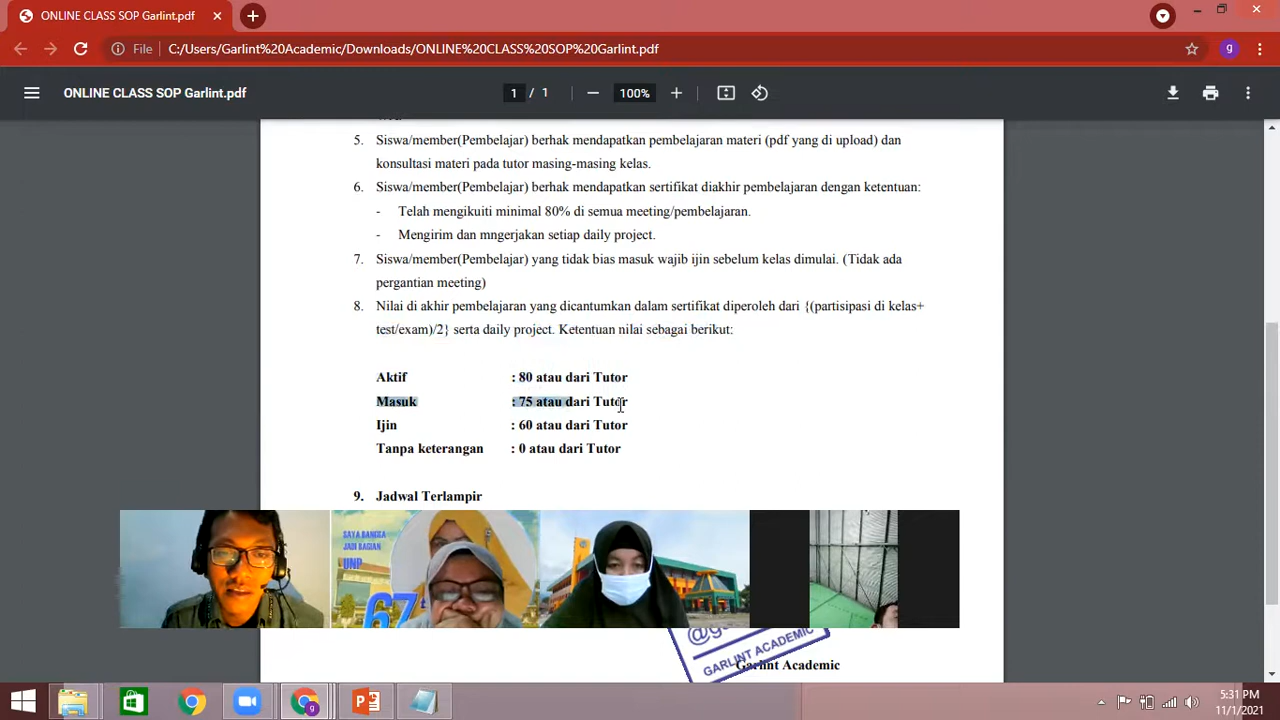 ONLINE CLASS SOP Garlint.pdf
File C:/Users/Garlint%20Academic/Downloads/ONLINE%20CLASS%20SOP%20Garlint.pdf
g
ONLINE CLASS SOP Garlint.pdf
1 / 1
100%
5. Siswa/member(Pembelajar) berhak mendapatkan pembelajaran materi (pdf yang di upload) dan
konsultasi materi pada tutor masing-masing kelas.
6. Siswa/member(Pembelajar) berhak mendapatkan sertifikat diakhir pembelajaran dengan ketentuan:
- Telah mengikuiti minimal 80% di semua meeting/pembelajaran.
- Mengirim dan mngerjakan setiap daily project.
7. Siswa/member(Pembelajar) yang tidak bias masuk wajib ijin sebelum kelas dimulai. (Tidak ada
pergantian meeting)
8. Nilai di akhir pembelajaran yang dicantumkan dalam sertifikat diperoleh dari {(partisipasi di kelas+
test/exam)/2} serta daily project. Ketentuan nilai sebagai berikut:
Aktif : 80 atau dari Tutor
Masuk : 75 atau dari Tutor
Ijin : 60 atau dari Tutor
Tanpa keterangan : 0 atau dari Tutor
9. Jadwal Terlampir
SAYA BANGGA
JADI BAGIAN
UNP
67
GARLINT ACADEMIC
Garlint Academic
g
5:31 PM
11/1/2021